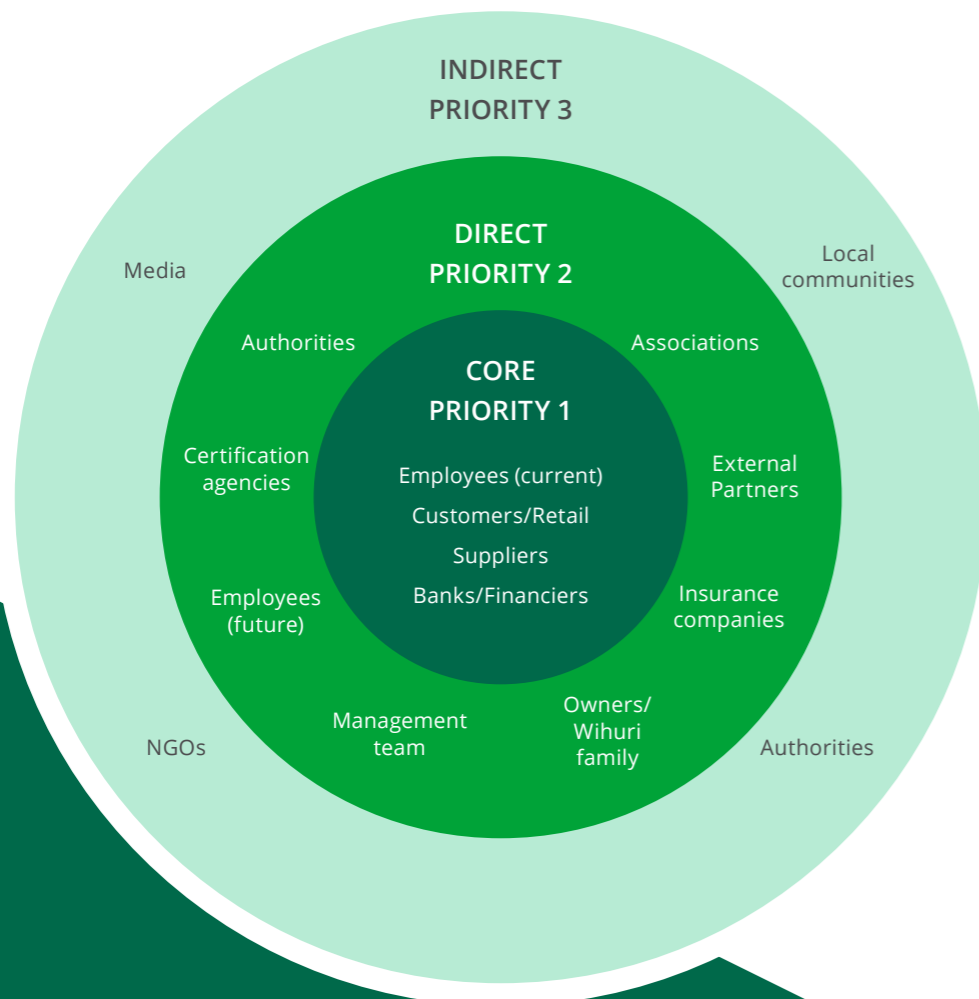 INDIRECT
PRIORITY 3
Media
Local
communities
NGOs
Authorities
DIRECT
PRIORITY 2
Authorities
Associations
Certification
agencies
External
Partners
Employees
(future)
Insurance
companies
Management
team
Owners/
Wihuri
family
CORE
PRIORITY 1
Employees (current)
Customers/Retail
Suppliers
Banks/Financiers